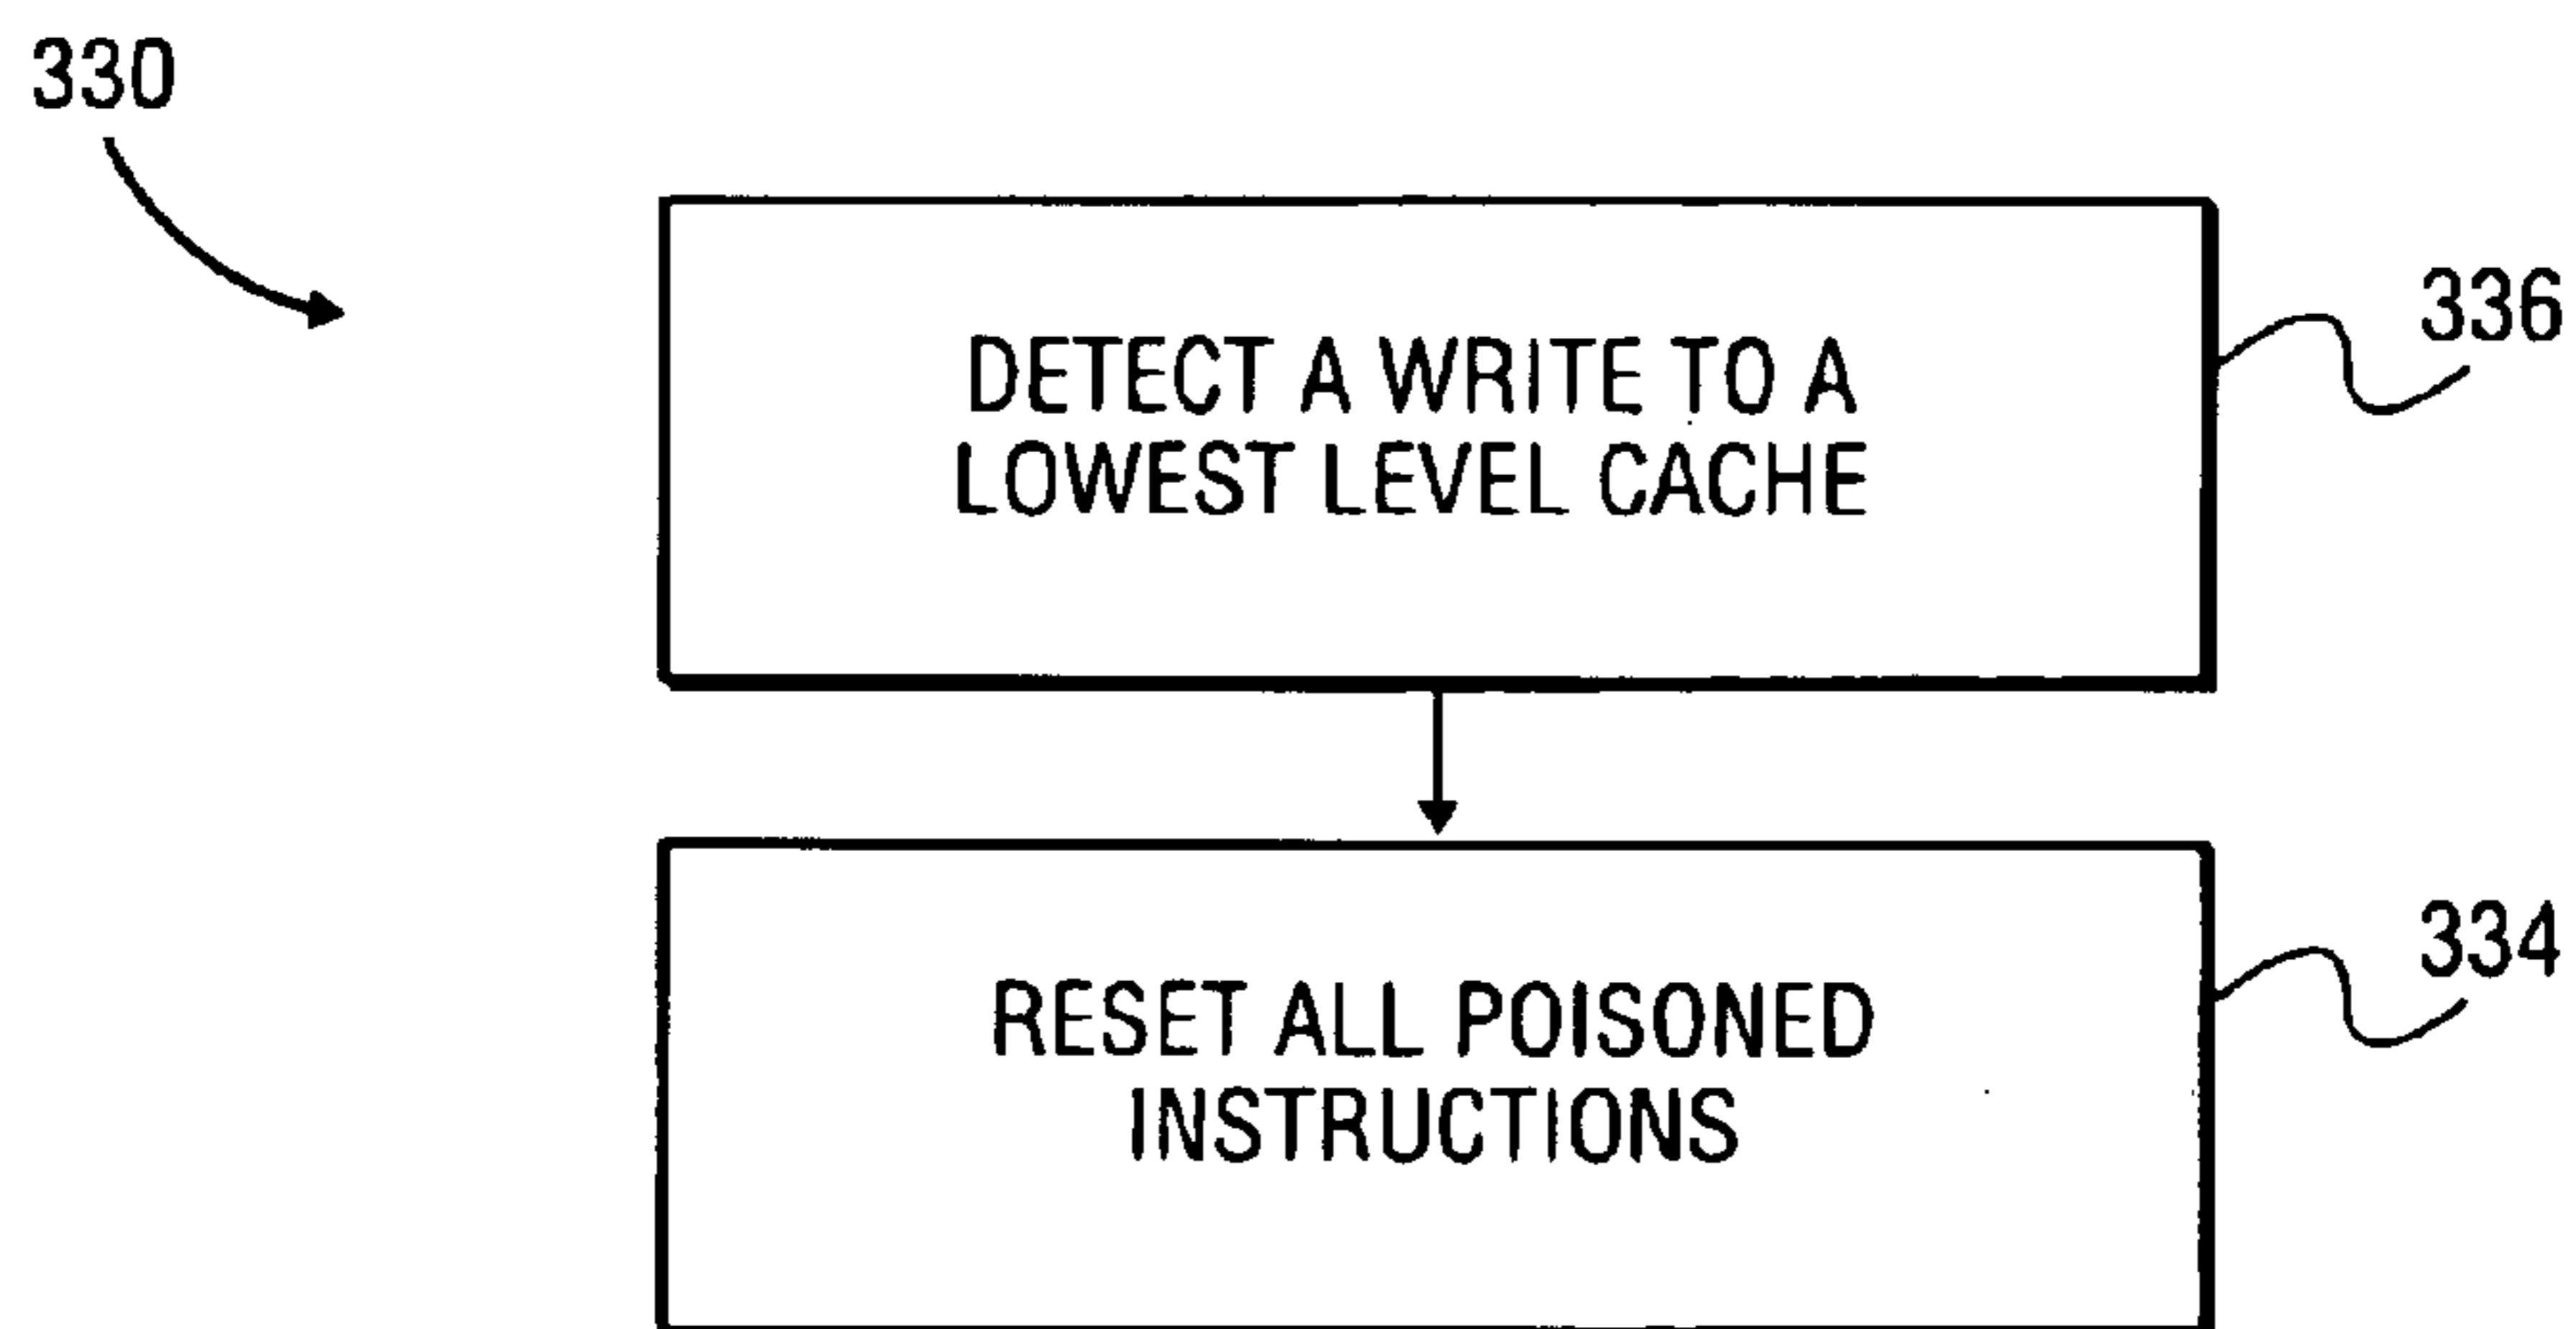 330
DETECT A WRITE TO A
LOWEST LEVEL CACHE
336
RESET ALL POISONED
INSTRUCTIONS
334